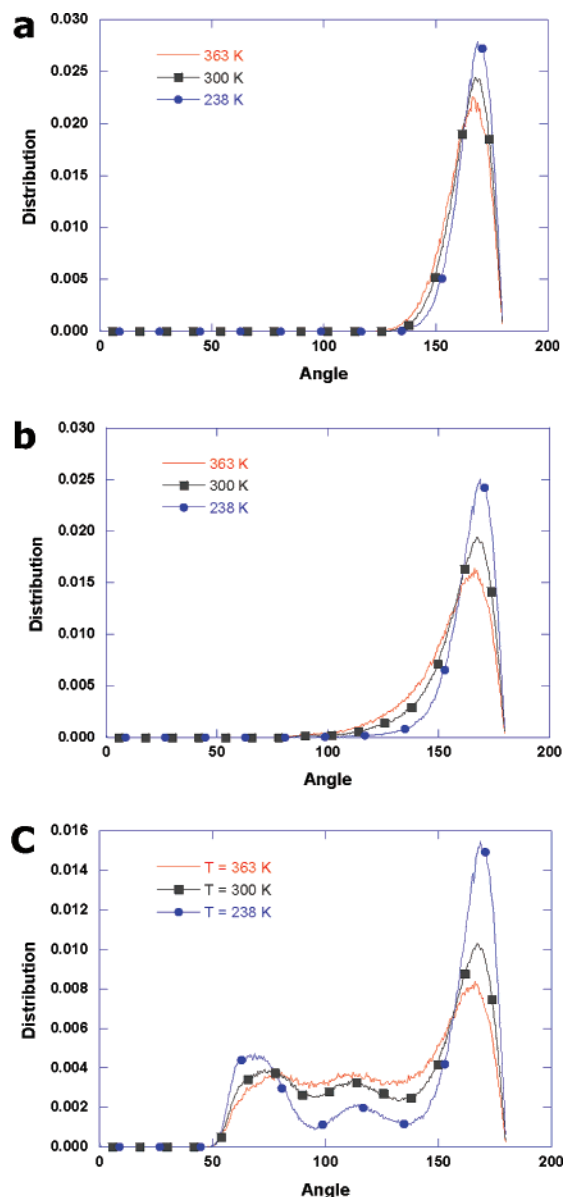 a
0.030
0.025
0.020
0.015
0.010
0.005
0.000
Distribution
363 K
300 K
238 K
0 50 100 150 200
Angle
b
0.030
0.025
0.020
0.015
0.010
0.005
0.000
Distribution
363 K
300 K
238 K
0 50 100 150 200
Angle
C
0.016
0.014
0.012
0.010
0.008
0.006
0.004
0.002
0.000
Distribution
T = 363 K
T = 300 K
T = 238 K
0 50 100 150 200
Angle